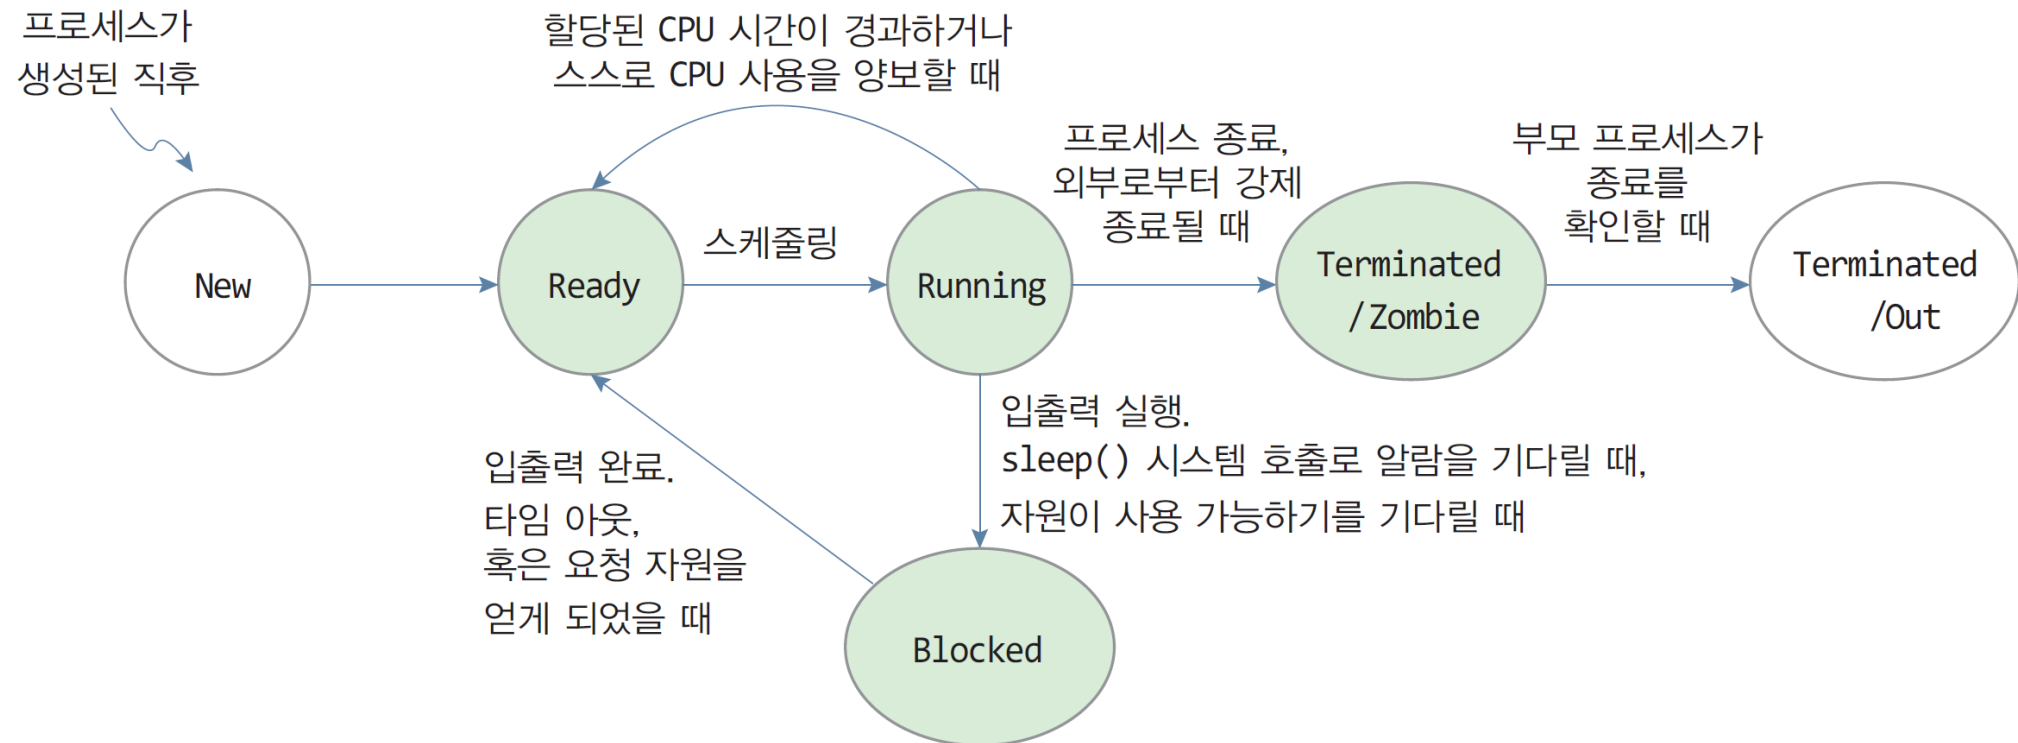 프로세스가
생성된 직후
할당된 CPU 시간이 경과하거나
스스로 CPU 사용을 양보할 때
프로세스 종료,
외부로부터 강제
종료될 때
부모 프로세스가
종료를
확인할 때
New
Ready
스케줄링
Running
Terminated
/Zombie
Terminated
/Out
입출력 완료.
타임 아웃,
혹은 요청 자원을
얻게 되었을 때
입출력 실행.
sleep() 시스템 호출로 알람을 기다릴 때,
자원이 사용 가능하기를 기다릴 때
Blocked